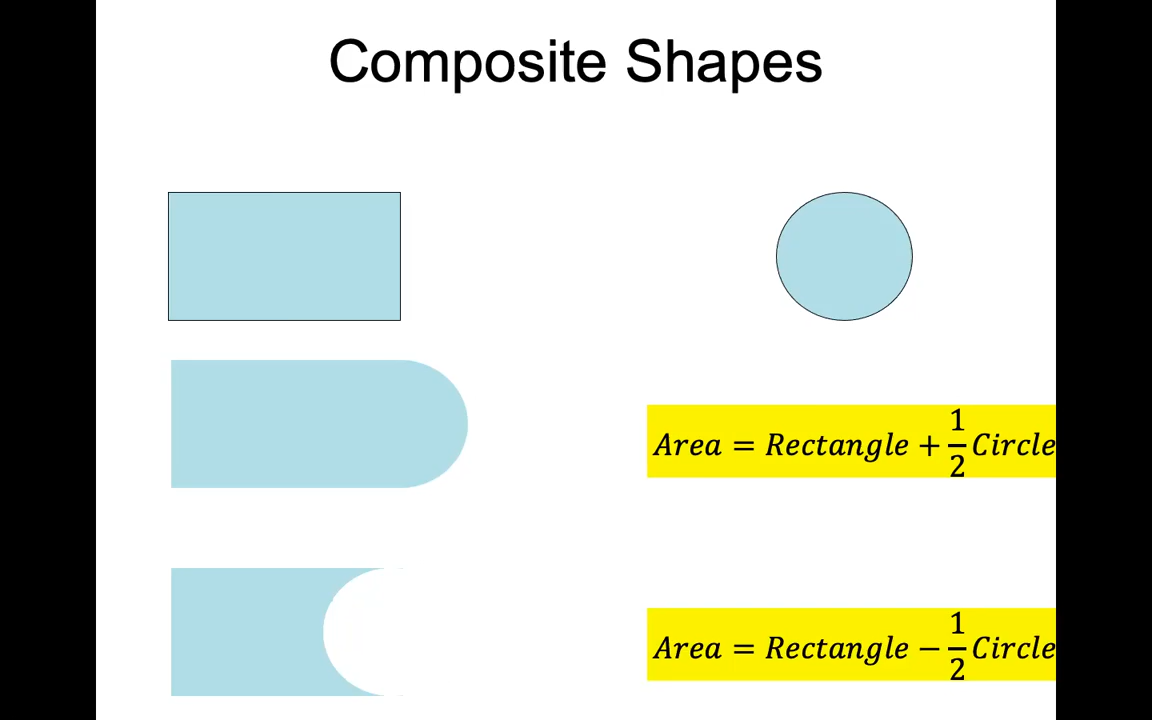 Composite Shapes
Area = Rectangle + 1/2 Circle
Area = Rectangle − 1/2 Circle